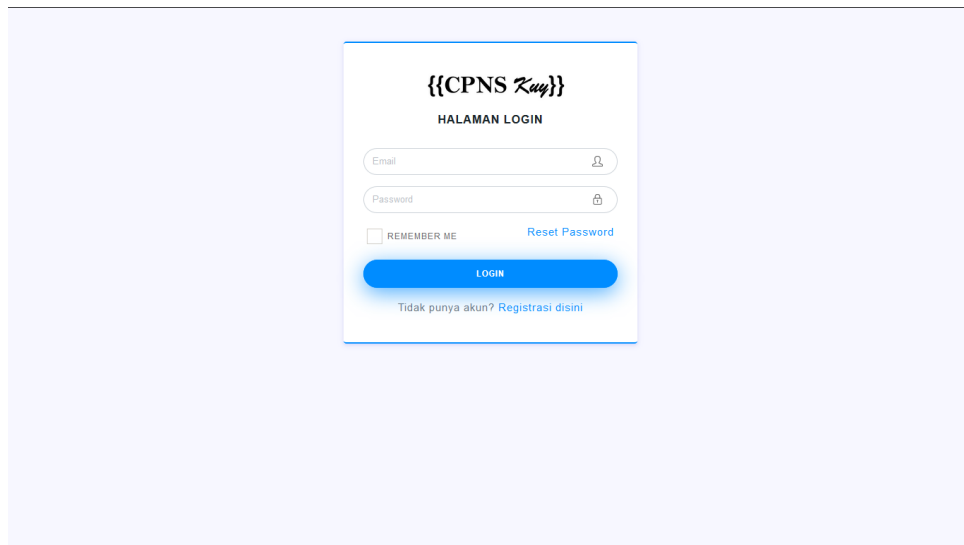 {{CPNS Kuy}}
HALAMAN LOGIN
Email
Password
REMEMBER ME
Reset Password
LOGIN
Tidak punya akun? Registrasi disini